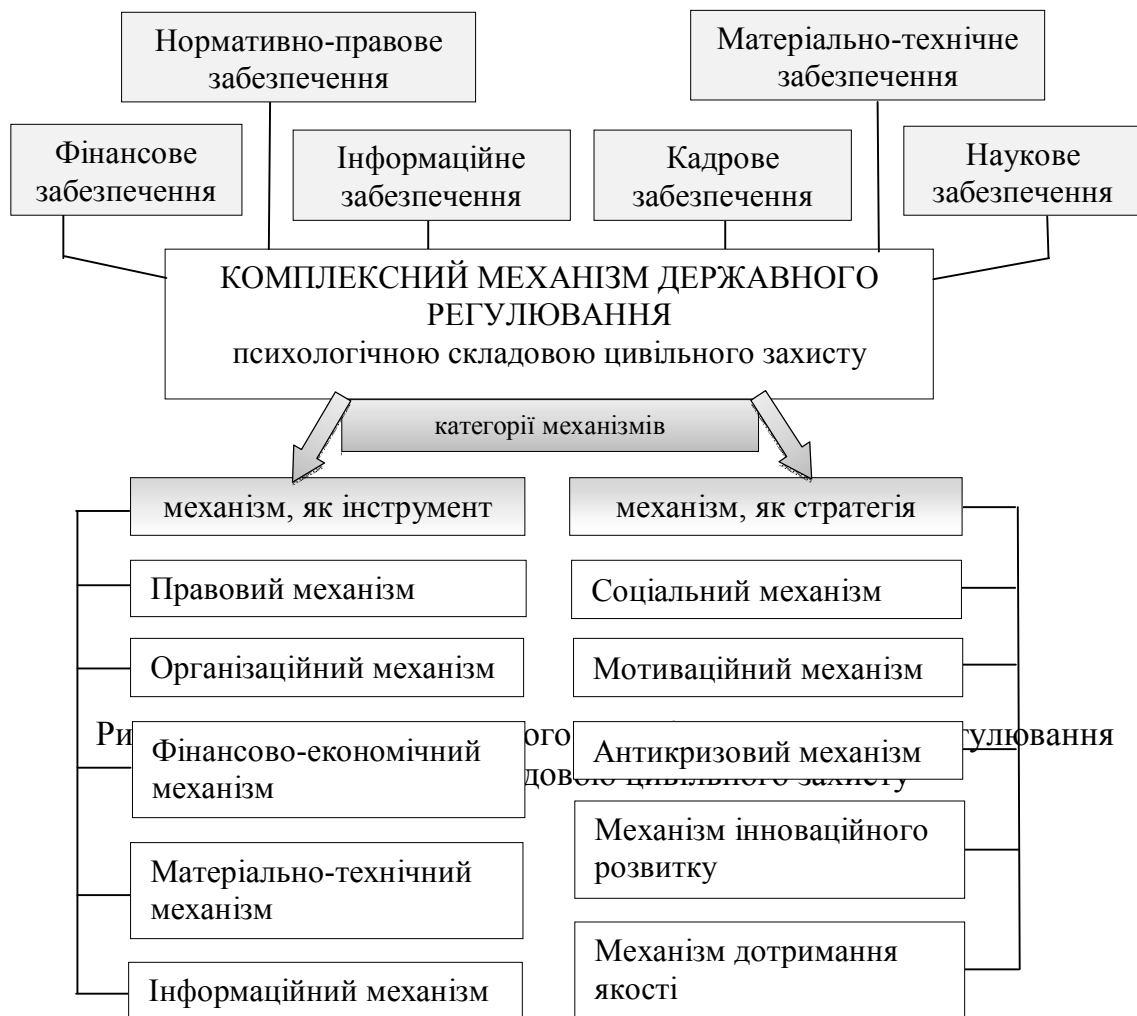 Нормативно-правове
забезпечення
Матеріально-технічне
забезпечення
Фінансове
забезпечення
Інформаційне
забезпечення
Кадрове
забезпечення
Наукове
забезпечення
КОМПЛЕКСНИЙ МЕХАНІЗМ ДЕРЖАВНОГО
РЕГУЛЮВАННЯ
психологічною складовою цивільного захисту
категорії механізмів
механізм, як інструмент
Правовий механізм
Організаційний механізм
Фінансово-економічний
механізм
Матеріально-технічний
механізм
Інформаційний механізм
механізм, як стратегія
Соціальний механізм
Мотиваційний механізм
Антикризовий механізм
Механізм інноваційного
розвитку
Механізм дотримання
якості
цивільного захисту